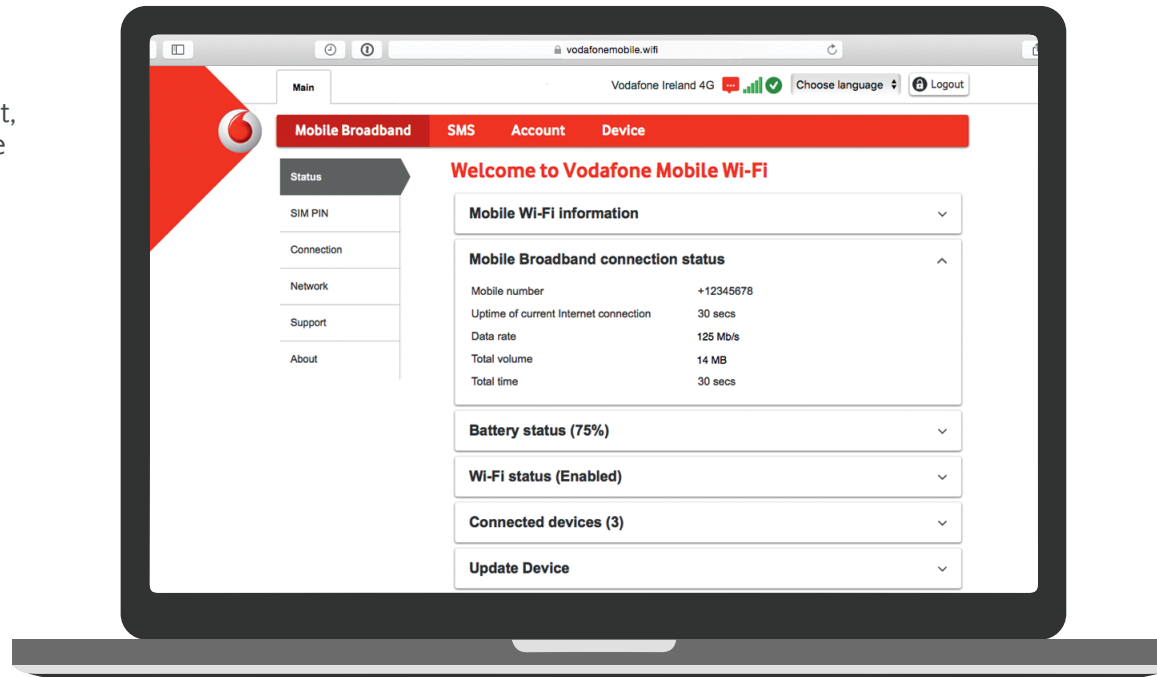 t,
e
vodafonemobile.wifi
Main
Vodafone Ireland 4G
Choose language
Logout
Mobile Broadband SMS Account Device
Status
SIM PIN
Connection
Network
Support
About
Welcome to Vodafone Mobile Wi-Fi
Mobile Wi-Fi information
Mobile Broadband connection status
Mobile number +12345678
Uptime of current Internet connection 30 secs
Data rate 125 Mb/s
Total volume 14 MB
Total time 30 secs
Battery status (75%)
Wi-Fi status (Enabled)
Connected devices (3)
Update Device